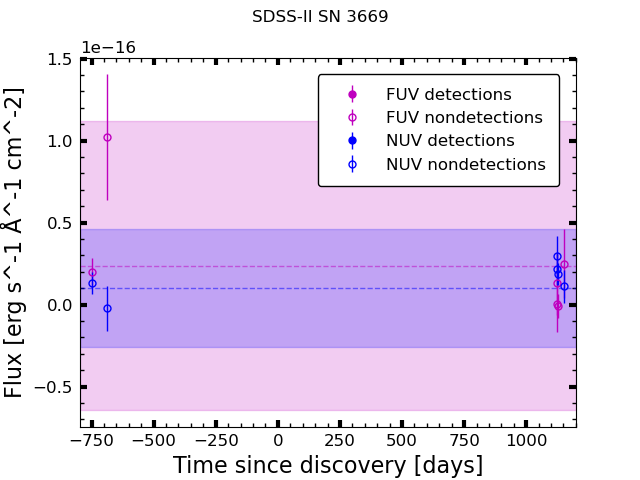 SDSS-II SN 3669
1e−16
1.5
1.0
0.5
0.0
−0.5
Flux [erg s^-1 Å^-1 cm^-2]
FUV detections
FUV nondetections
NUV detections
NUV nondetections
−750 −500 −250 0 250 500 750 1000
Time since discovery [days]